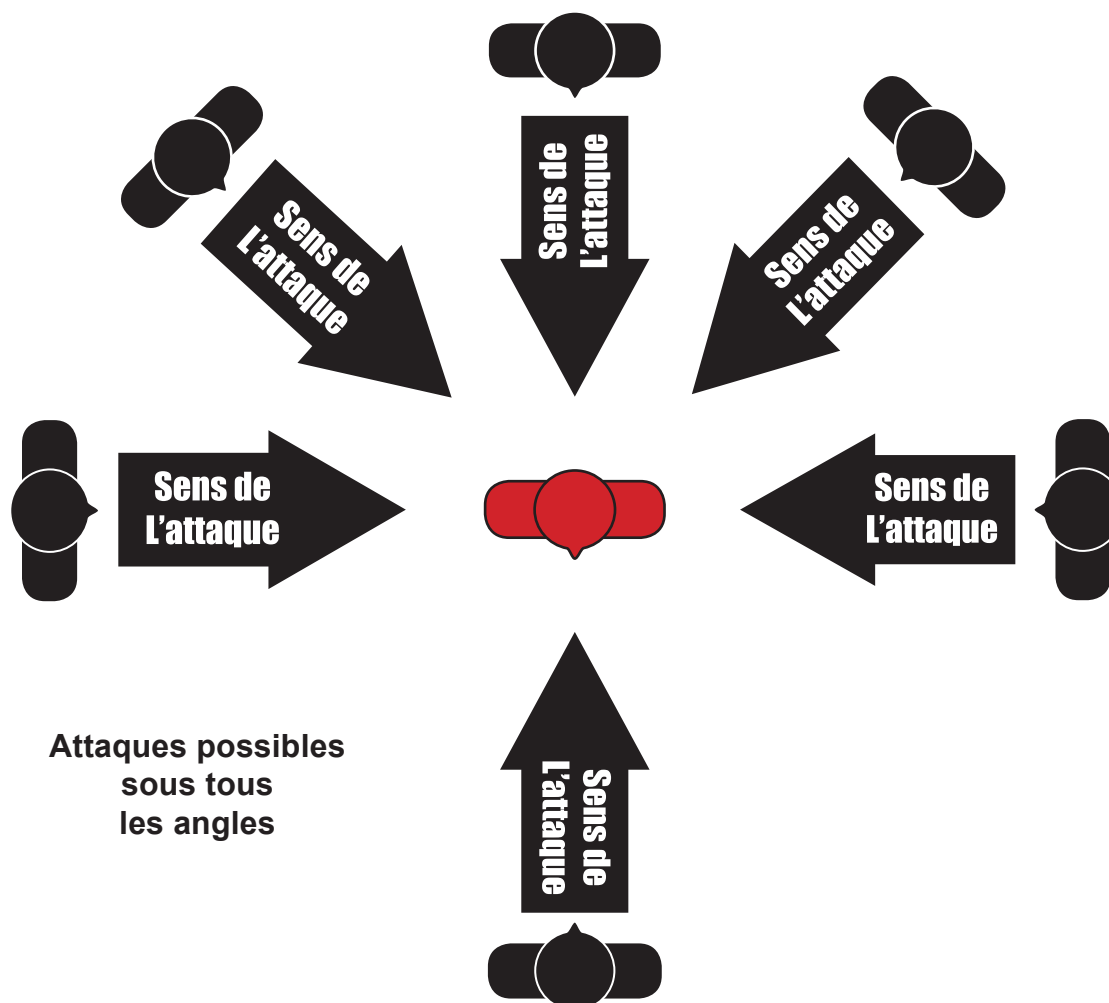 Sens de
L'attaque
Sens de
L'attaque
Sens de
L'attaque
Sens de
L'attaque
Sens de
L'attaque
Attaques possibles
sous tous
les angles
Sens de
L'attaque